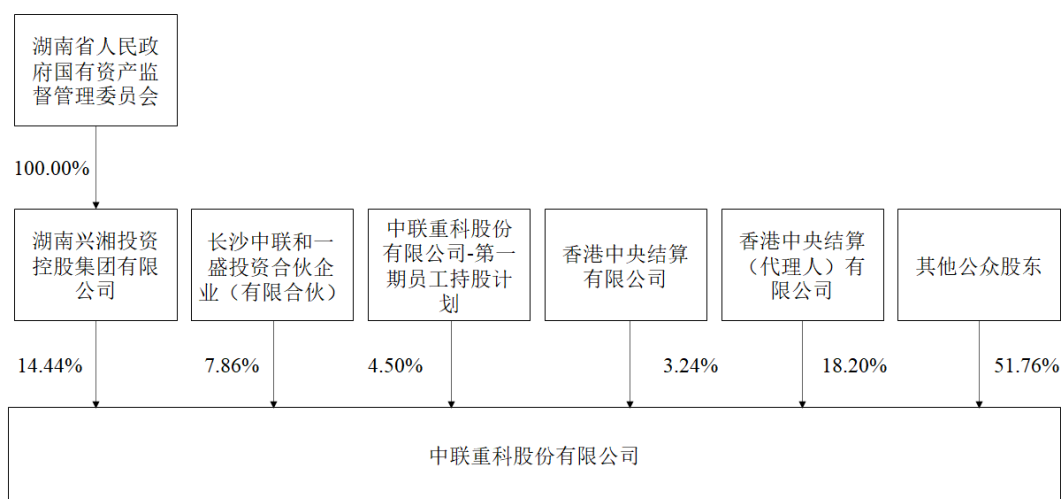 湖南省人民政
府国有资产监
督管理委员会
100.00%
湖南兴湘投资
控股集团有限
公司
长沙中联和一
盛投资合伙企
业（有限合伙）
中联重科股份
有限公司-第一
期员工持股计
划
香港中央结算
有限公司
香港中央结算
（代理人）有
限公司
其他公众股东
14.44%
7.86%
4.50%
3.24%
18.20%
51.76%
中联重科股份有限公司